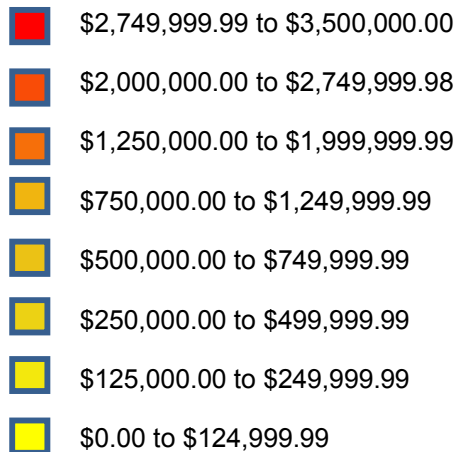 $2,749,999.99 to $3,500,000.00
$2,000,000.00 to $2,749,999.98
$1,250,000.00 to $1,999,999.99
$750,000.00 to $1,249,999.99
$500,000.00 to $749,999.99
$250,000.00 to $499,999.99
$125,000.00 to $249,999.99
$0.00 to $124,999.99